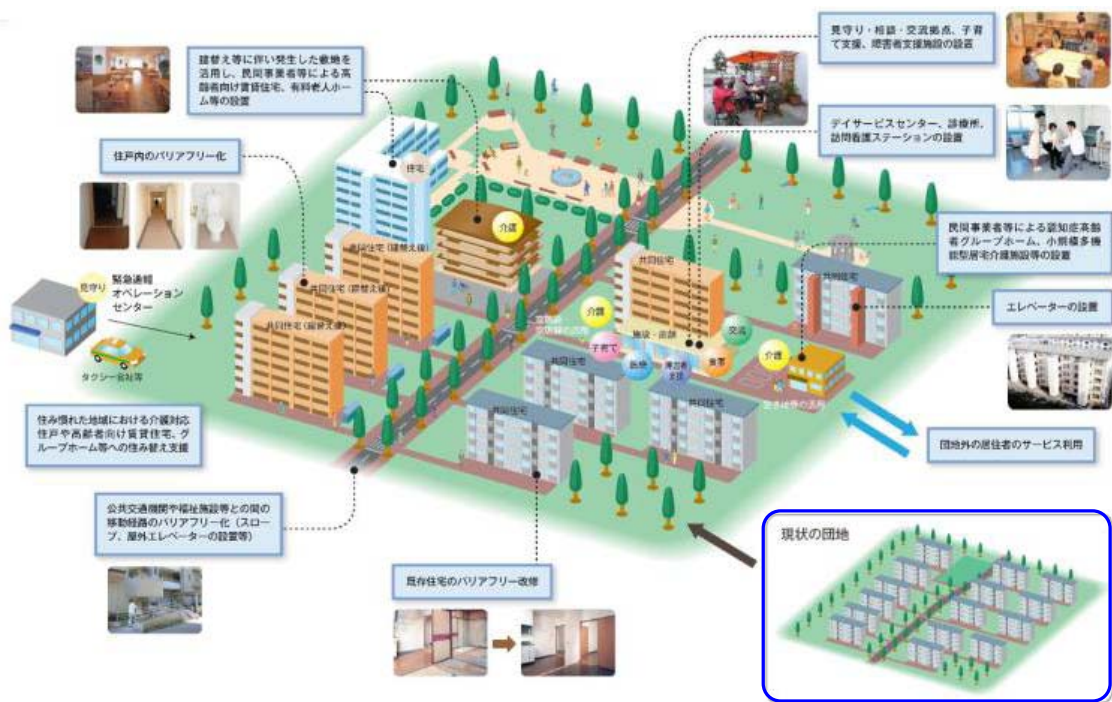 建替え等に伴い発生した敷地を
活用し、民間事業者等による高
齢者向け賃貸住宅、有料老人ホー
ム等の設置
見守り・相談・交流拠点、子育
て支援、障害者支援施設の設置
デイサービスセンター、診療所、
訪問看護ステーションの設置
住戸内のバリアフリー化
住宅
介護
民間事業者等による認知症高齢
者グループホーム、小規模多機
能型居宅介護施設等の設置
共同住宅(建替え後)
共同住宅
共同住宅
見守り
緊急通報
オペレーション
センター
共同住宅(建替え後)
エレベーターの設置
共同住宅(建替え後)
介護
施設・店舗
交流
子育て
共同住宅
医療
障害者
支援
食事
介護
タクシー会社等
共同住宅
共同住宅
空き地等の活用
住み慣れた地域における介護対応
住戸や高齢者向け賃貸住宅、グ
ループホーム等への住み替え支援
団地外の居住者のサービス利用
公共交通機関や福祉施設等との間の
移動経路のバリアフリー化(スロー
プ、屋外エレベーターの設置等)
現状の団地
既存住宅のバリアフリー改修